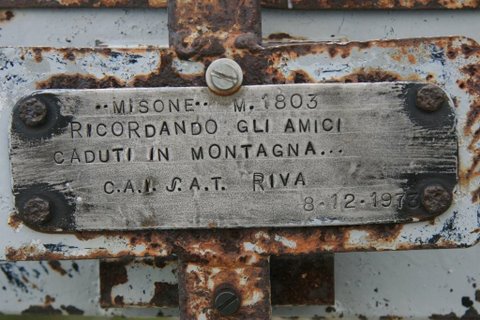 "MISONE" M.1803
RICORDANDO GLI AMICI
CADUTI IN MONTAGNA...
C.A.I. S.A.T. RIVA
8-12-1973